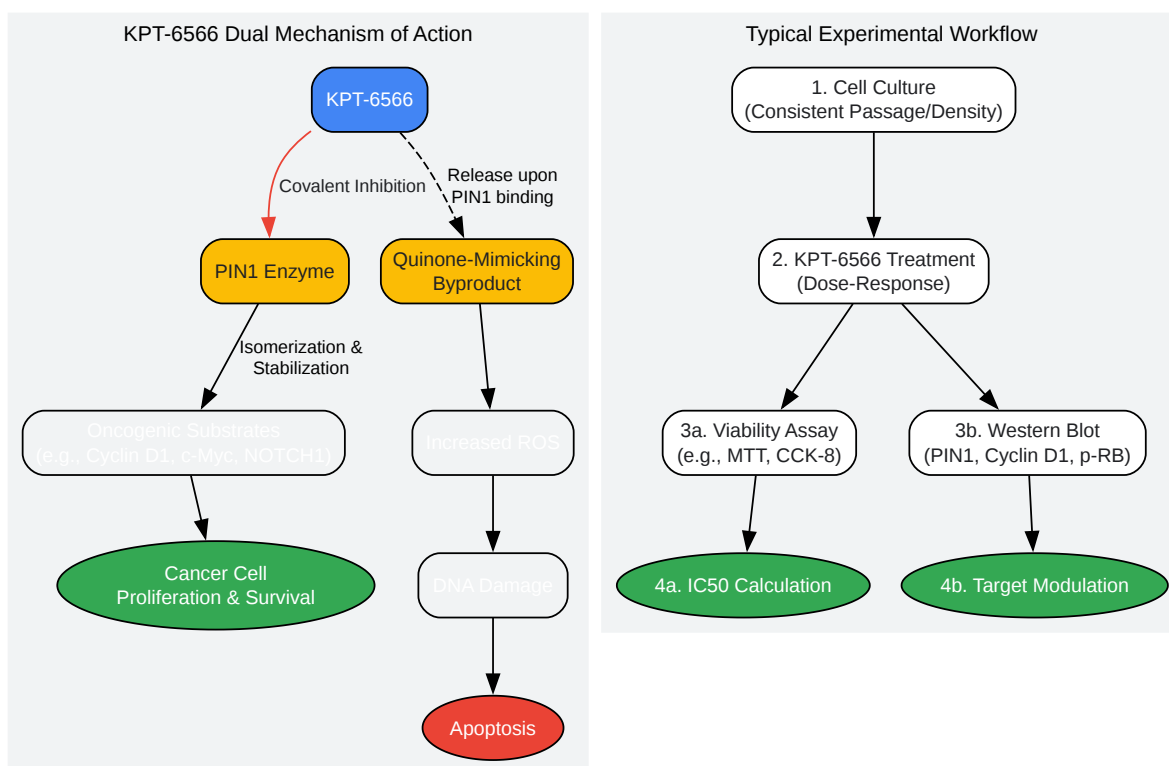 KPT-6566 Dual Mechanism of Action
KPT-6566
Covalent Inhibition
Release upon
PIN1 binding
PIN1 Enzyme
Quinone-Mimicking
Byproduct
Isomerization &
Stabilization
Oncogenic Substrates
(e.g., Cyclin D1, c-Myc, NOTCH1)
Increased ROS
Cancer Cell
Proliferation & Survival
DNA Damage
Apoptosis
Typical Experimental Workflow
1. Cell Culture
(Consistent Passage/Density)
2. KPT-6566 Treatment
(Dose-Response)
3a. Viability Assay
(e.g., MTT, CCK-8)
3b. Western Blot
(PIN1, Cyclin D1, p-RB)
4a. IC50 Calculation
4b. Target Modulation